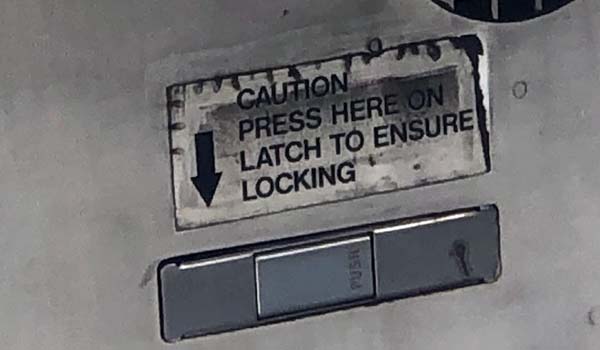 CAUTION
PRESS HERE ON
LATCH TO ENSURE
LOCKING
PUSH